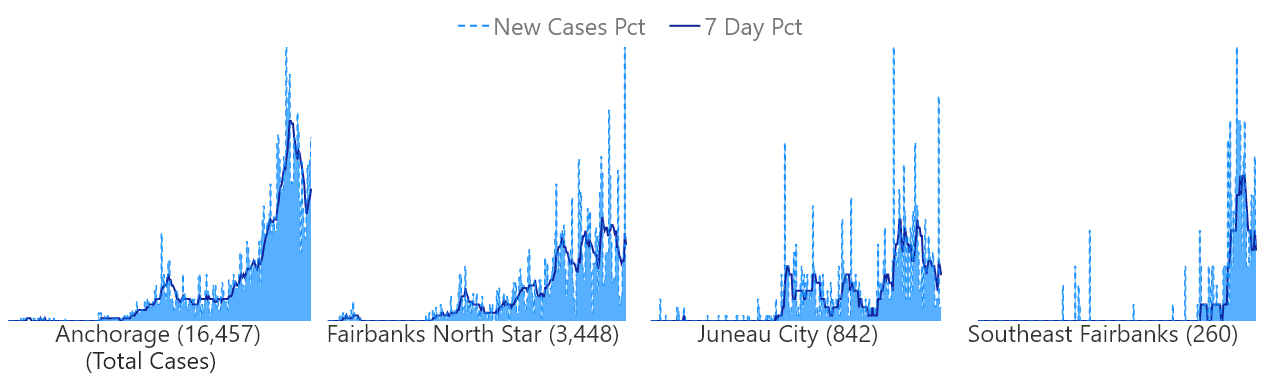 New Cases Pct 7 Day Pct
Anchorage (16,457) Fairbanks North Star (3,448) Juneau City (842) Southeast Fairbanks (260)
(Total Cases)